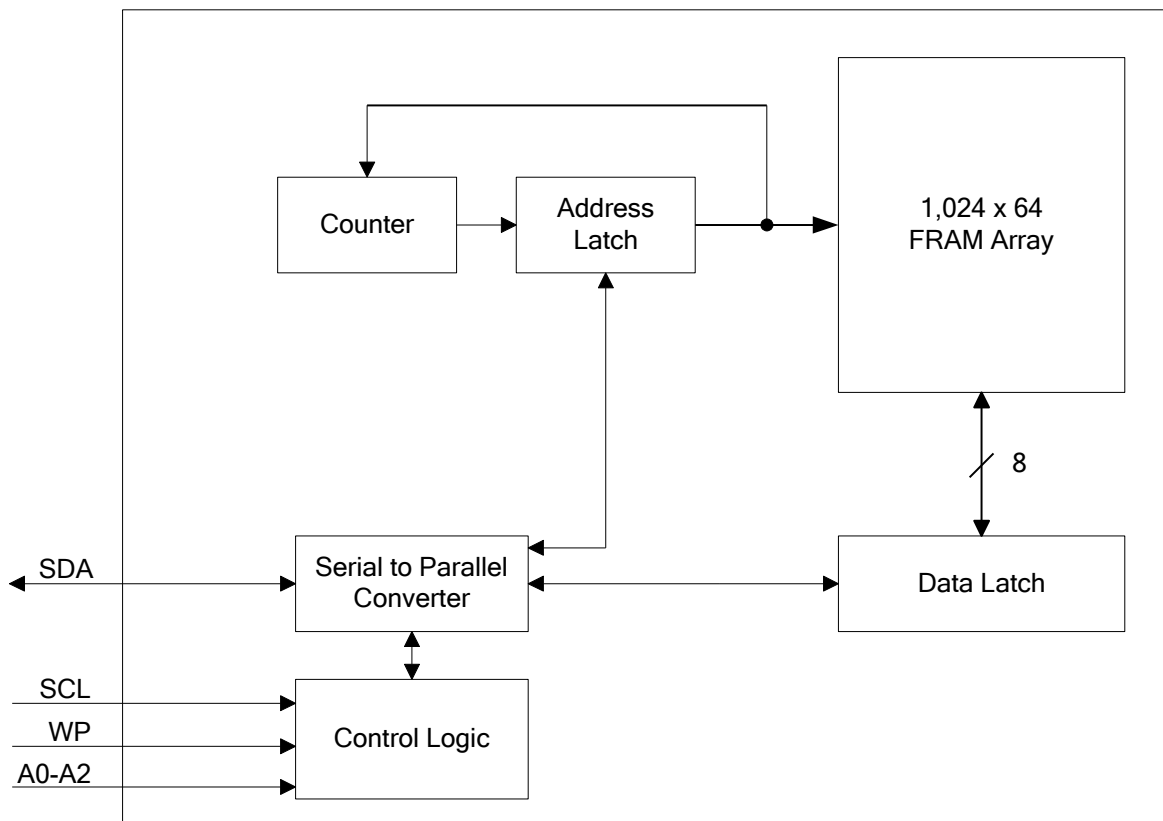 Counter
Address
Latch
1,024 x 64
FRAM Array
8
SDA
Serial to Parallel
Converter
Data Latch
SCL
WP
A0-A2
Control Logic